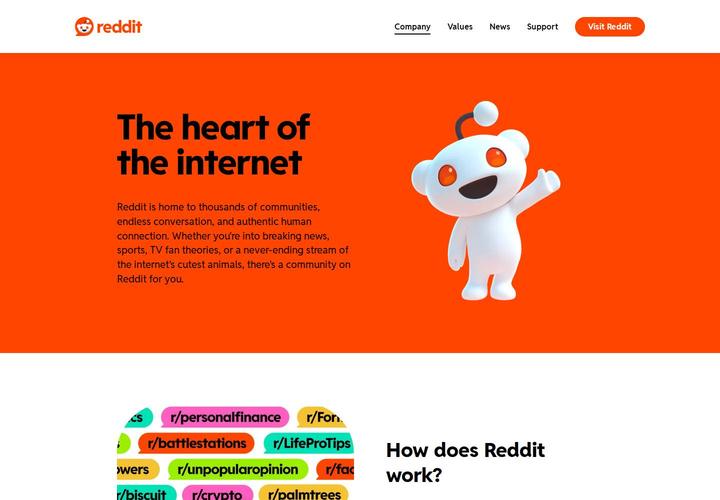 reddit
Company Values News Support Visit Reddit
The heart of
the internet
Reddit is home to thousands of communities,
endless conversation, and authentic human
connection. Whether you're into breaking news,
sports, TV fan theories, or a never-ending stream of
the internet's cutest animals, there's a community on
Reddit for you.
r/personalfinance
r/battlestations r/LifeProTips
r/unpopularopinion
r/biscuit r/crypto r/palmtrees
How does Reddit
work?